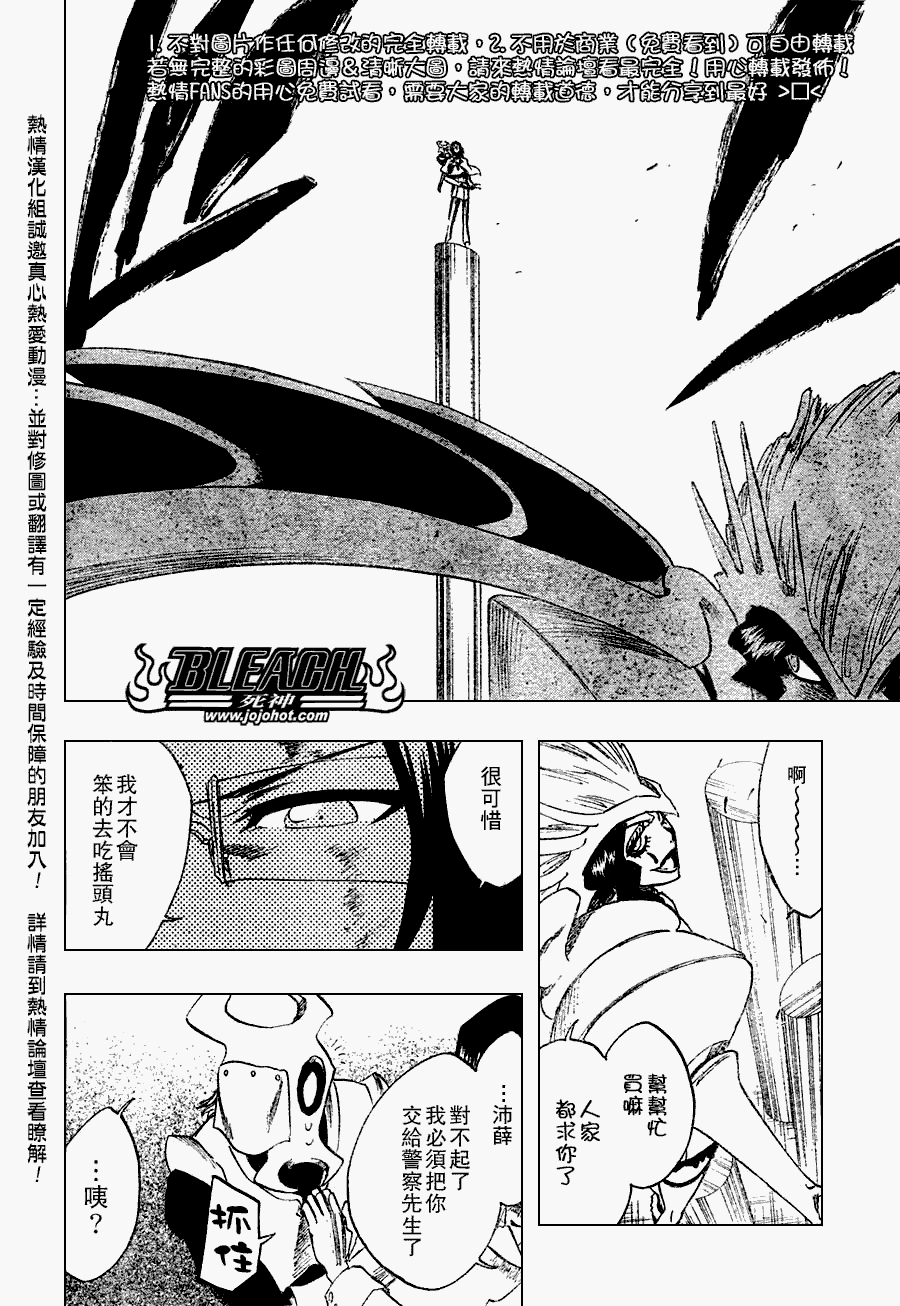 1. 不對圖片作任何修改的完全轉載，2. 不用於商業（免費看到）可自由轉載
若無完整的彩圖周漫&清晰大圖，請來熱情論壇看最完全！用心轉載發佈！
熱情FANS的用心免費試看，需要大家的轉載道德，才能分享到最好 >□<
熱情漢化組誠邀真心熱愛動漫…並對修圖或翻譯有一定經驗及時間保障的朋友加入！ 詳情請到熱情論壇查看瞭解！
BLEACH
死神
www.jojohot.com
啊~~~~~…
幫幫忙
買嘛
人家
都求你
了
很可惜
我才不會
笨的去吃搖頭丸
…沛薛
對不起了
我必須把你
交給警察先生了
抓住
…咦？